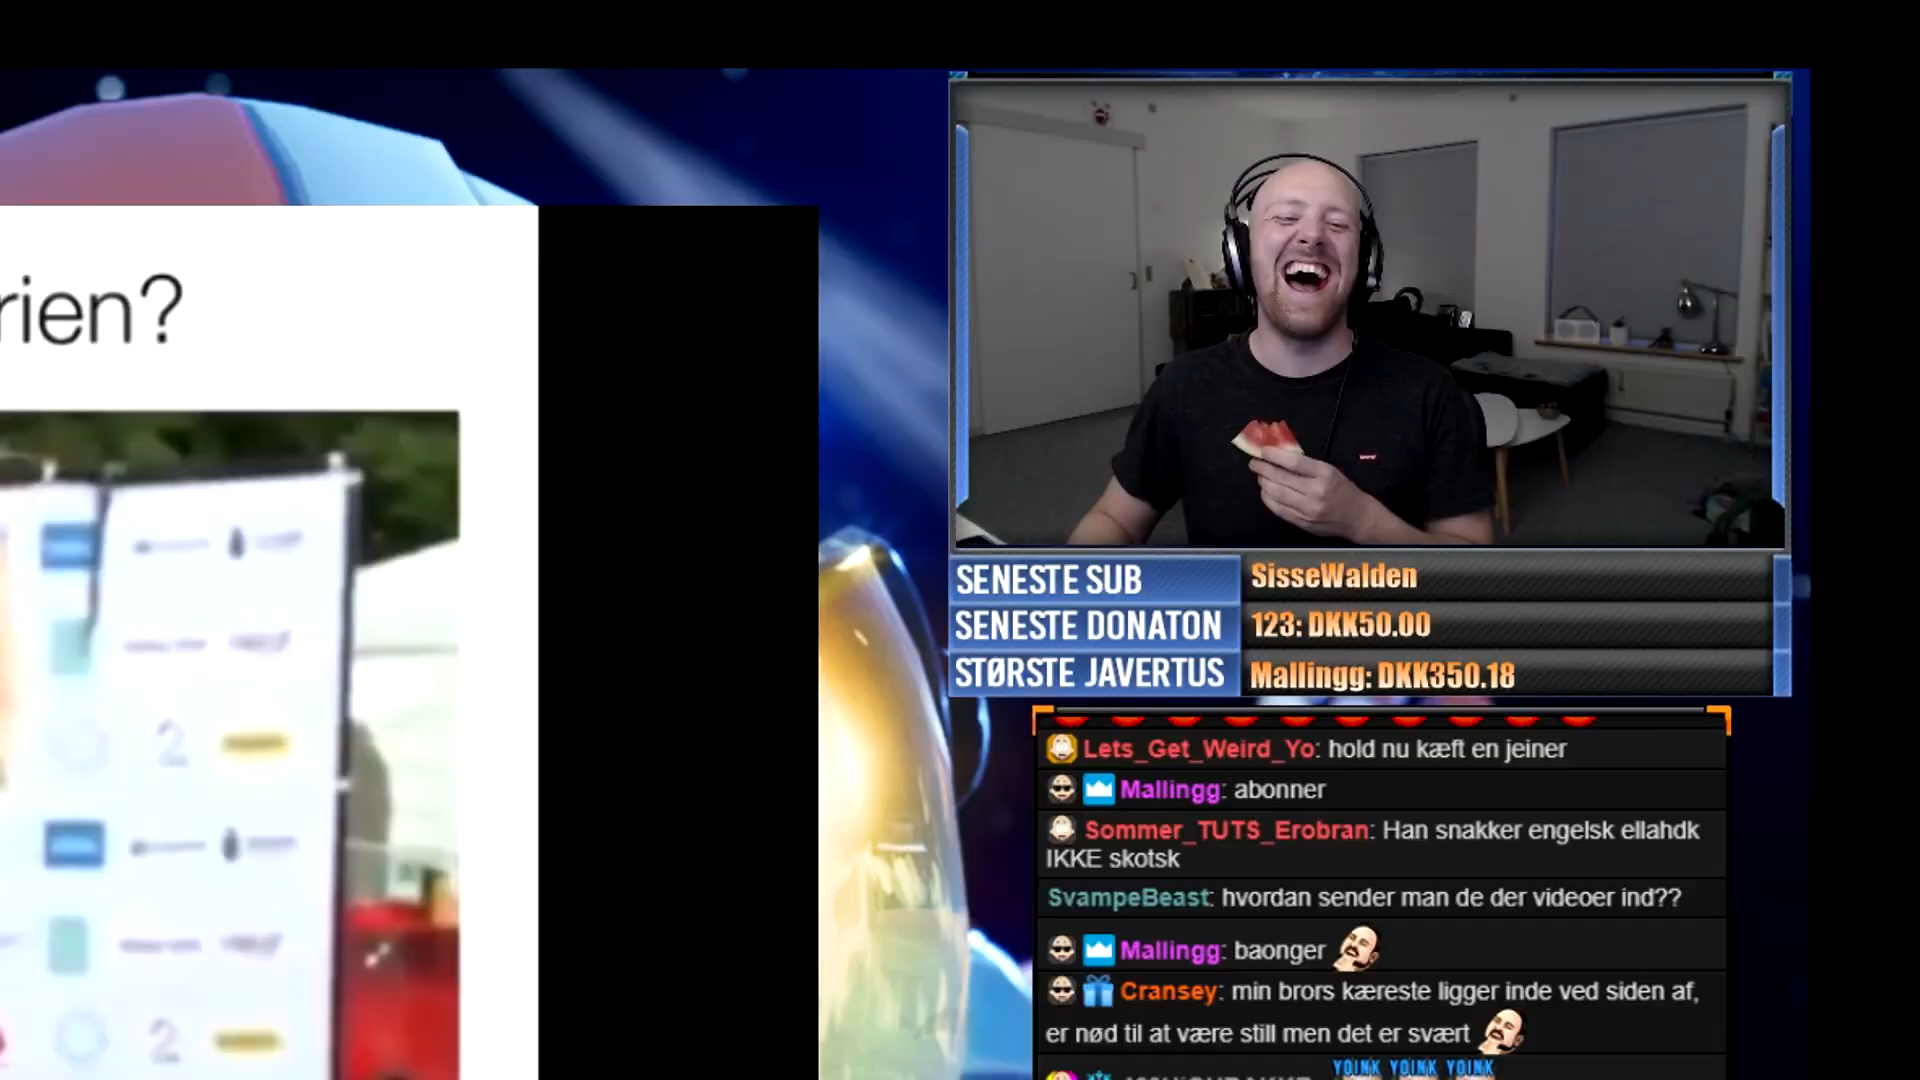 rien?
SENESTE SUB SisseWalden
SENESTE DONATON 123: DKK50.00
STØRSTE JAVERTUS Mallingg: DKK350.18
Lets_Get_Weird_Yo: hold nu kæft en jeiner
Mallingg: abonner
Sommer_TUTS_Erobran: Han snakker engelsk ellahdk
IKKE skotsk
SvampeBeast: hvordan sender man de der videoer ind??
Mallingg: baonger
Cransey: min brors kæreste ligger inde ved siden af,
er nød til at være still men det er svært
YOINK YOINK YOINK
2
2